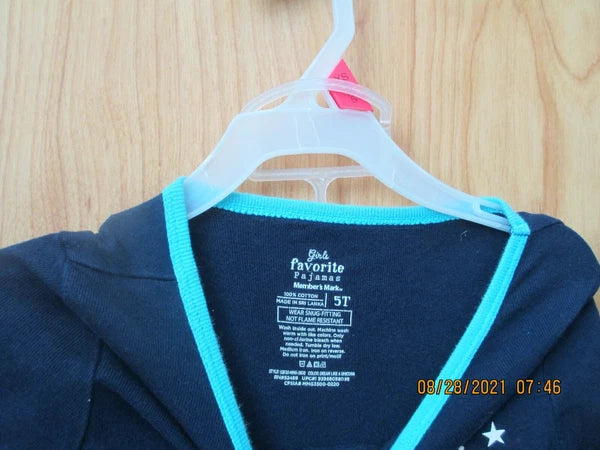 Girls
favorite
Pajamas
Member's Mark™
100% COTTON
MADE IN SRI LANKA
5T
WEAR SNUG-FITTING
NOT FLAME RESISTANT
Wash inside out. Machine wash
warm with like colors. Only
non-chlorine bleach when
needed. Tumble dry low.
Medium iron. Iron on reverse.
Do not iron on print/motif
08/28/2021 07:46